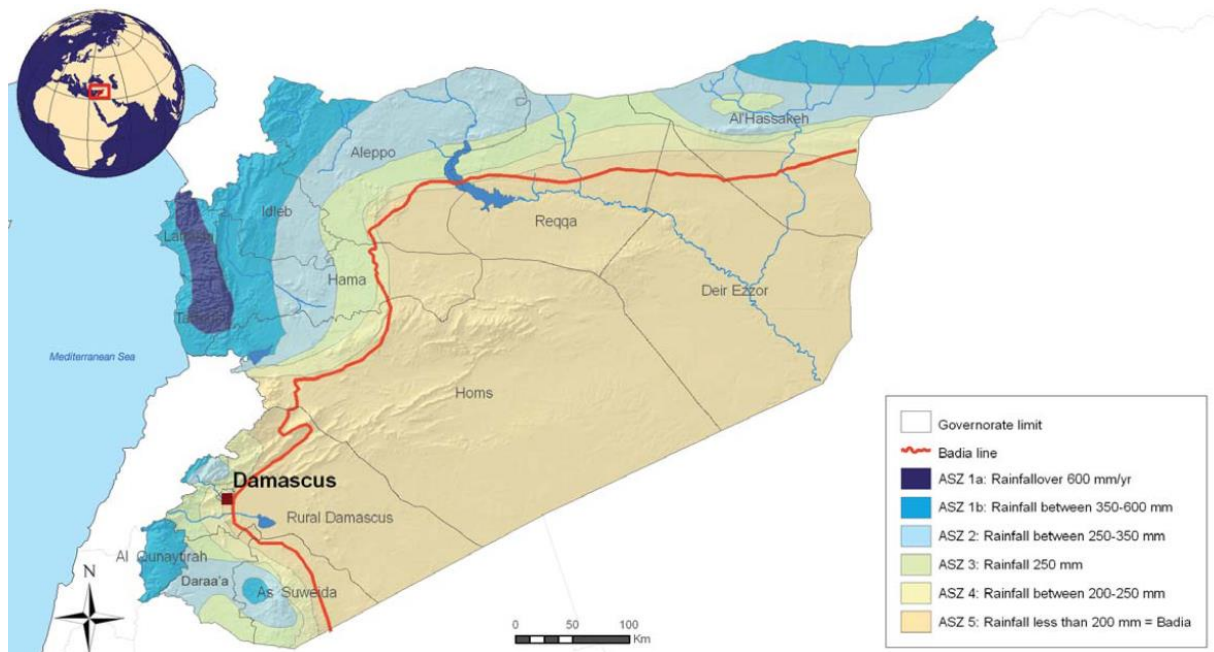 Al'Hassakeh
Aleppo
Idleb
Lattakia
Reqqa
Hama
Deir Ezzor
Tartous
Mediterranean Sea
Homs
Damascus
Rural Damascus
Al Qunaytirah
N
Daraa'a
As Suweida
0 50 100
Km
Governorate limit
Badia line
ASZ 1a: Rainfallover 600 mm/yr
ASZ 1b: Rainfall between 350-600 mm
ASZ 2: Rainfall between 250-350 mm
ASZ 3: Rainfall 250 mm
ASZ 4: Rainfall between 200-250 mm
ASZ 5: Rainfall less than 200 mm = Badia